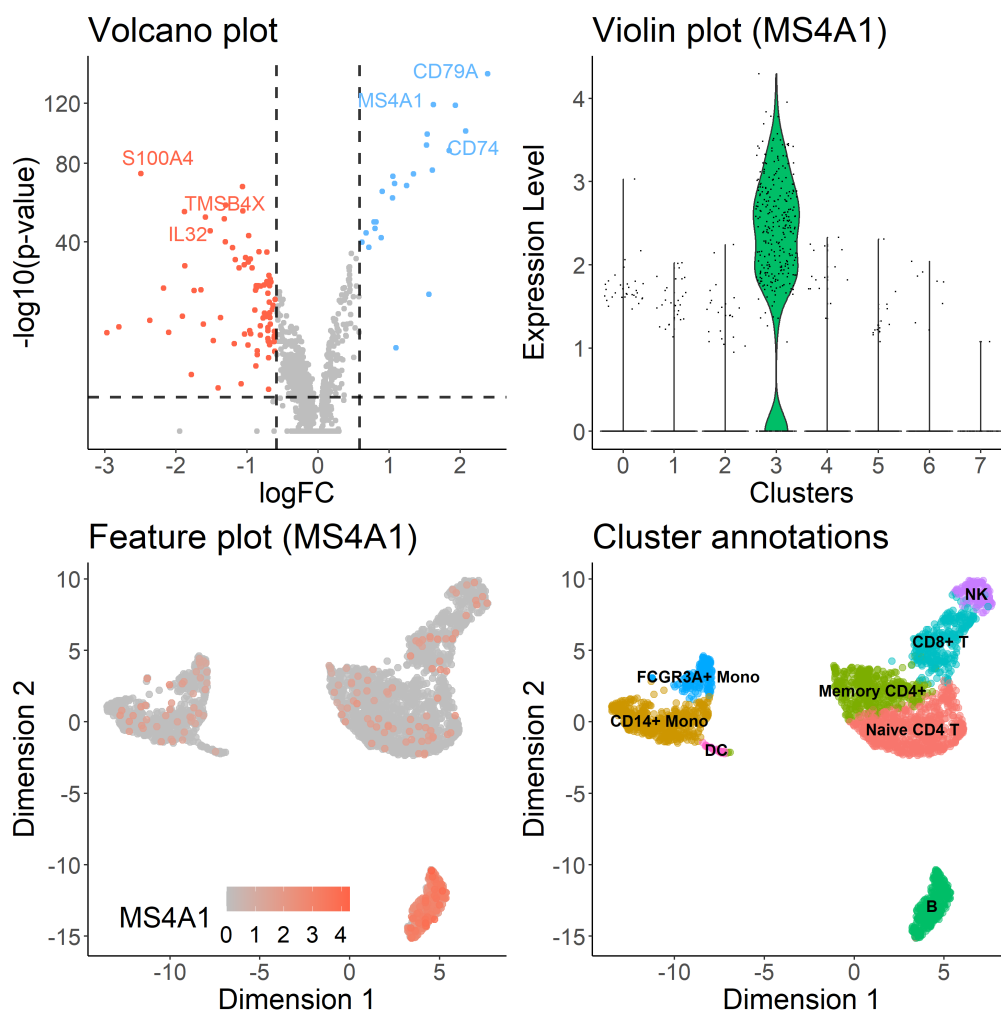 Volcano plot
-log10(p-value)
120
80
40
CD79A
MS4A1
CD74
S100A4
TMSB4X
IL32
-3
-2
-1
0
1
2
logFC
Violin plot (MS4A1)
Expression Level
4
3
2
1
0
0
1
2
3
4
5
6
7
Clusters
Feature plot (MS4A1)
Dimension 2
10
5
0
-5
-10
-15
MS4A1
0 1 2 3 4
-10
-5
0
5
Dimension 1
Cluster annotations
Dimension 2
10
5
0
-5
-10
-15
NK
CD8+ T
FCGR3A+ Mono
Memory CD4+
CD14+ Mono
Naive CD4 T
DC
B
-10
-5
0
5
Dimension 1